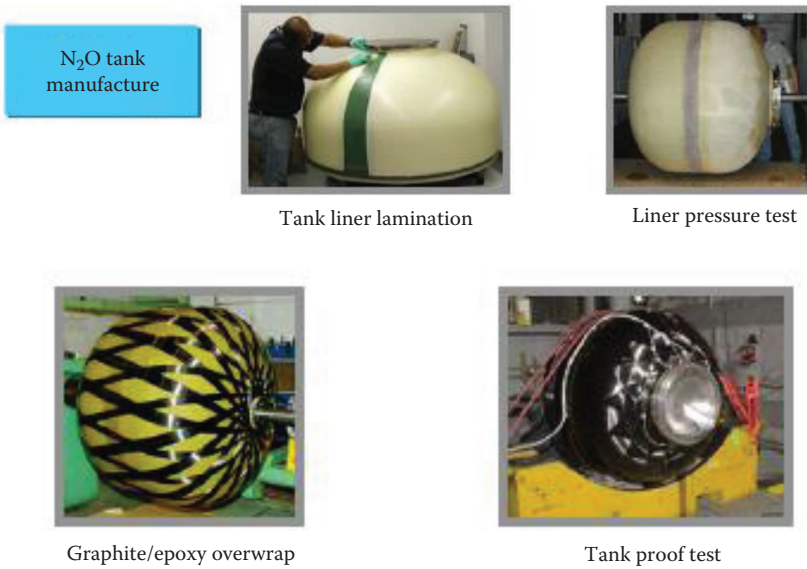 N₂O tank
manufacture
Tank liner lamination
Liner pressure test
Graphite/epoxy overwrap
Tank proof test